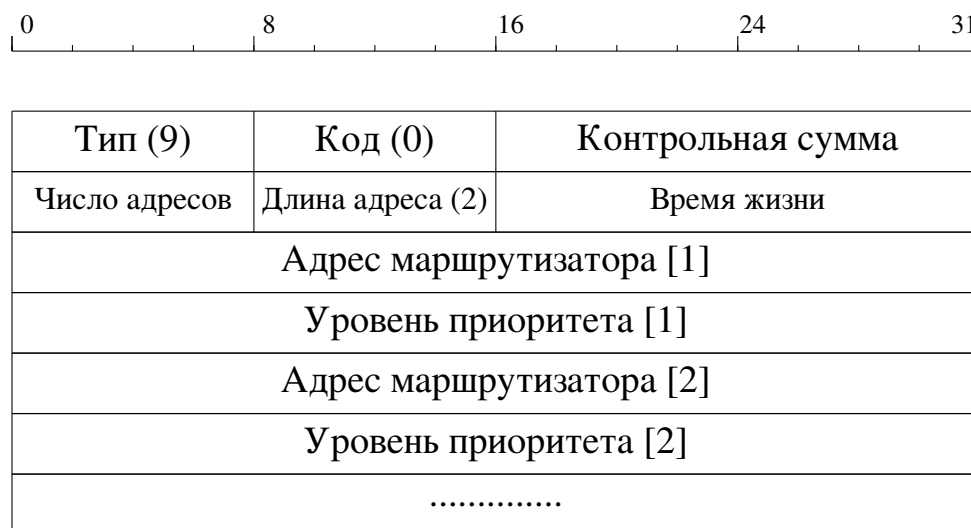 0 8 16 24 31
Тип (9) Код (0) Контрольная сумма
Число адресов Длина адреса (2) Время жизни
Адрес маршрутизатора [1]
Уровень приоритета [1]
Адрес маршрутизатора [2]
Уровень приоритета [2]
..............